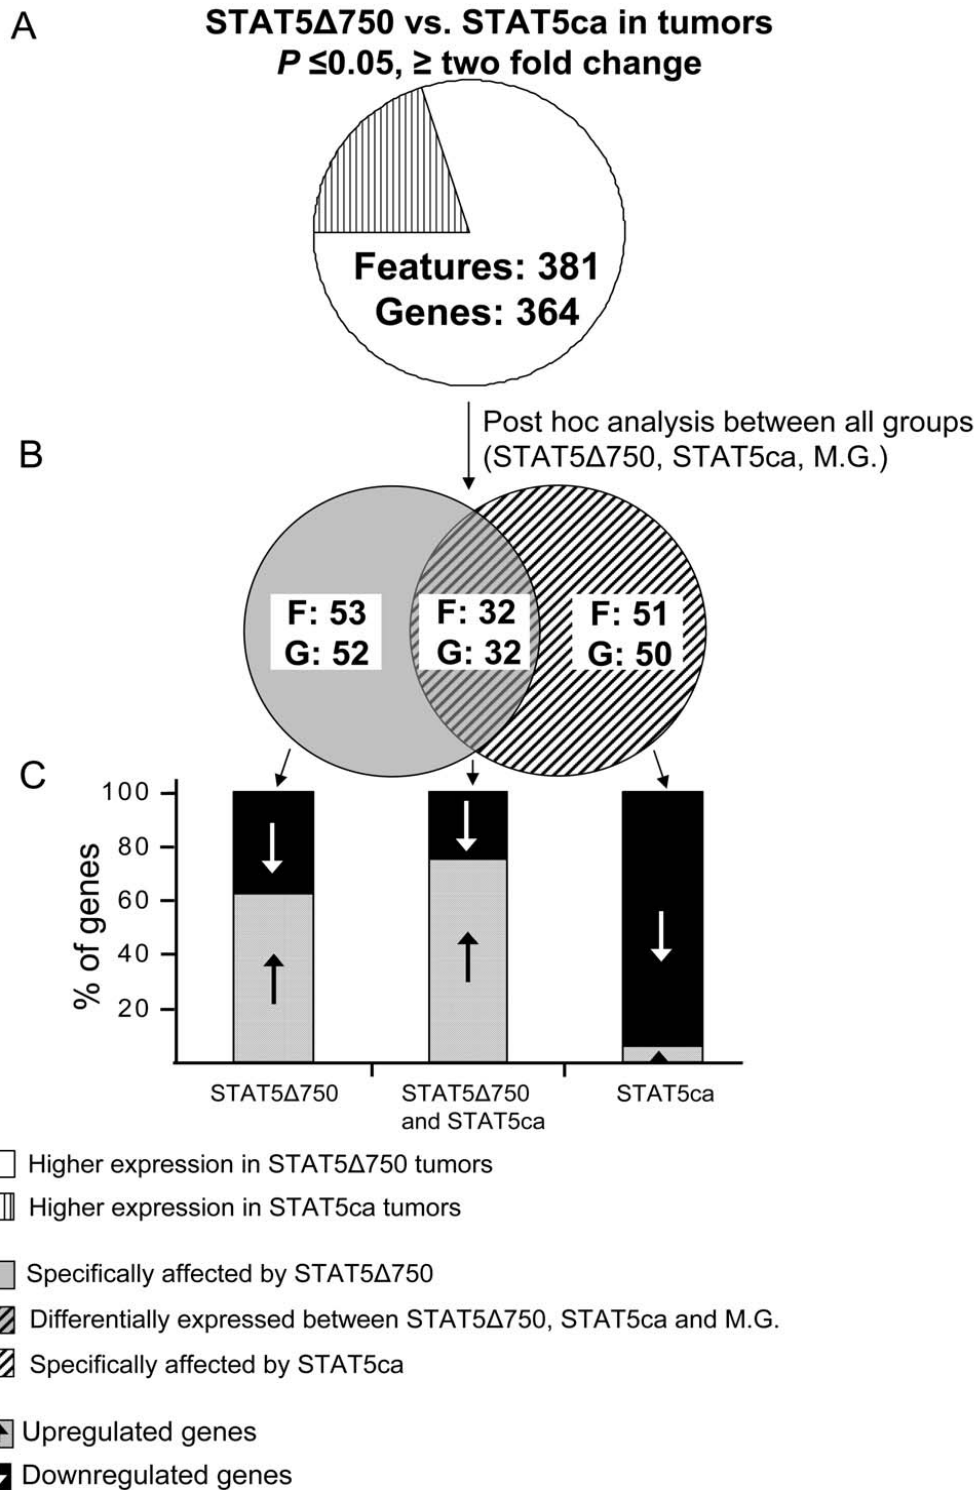 A
STAT5Δ750 vs. STAT5ca in tumors
P ≤0.05, ≥ two fold change
Features: 381
Genes: 364
Post hoc analysis between all groups
(STAT5Δ750, STAT5ca, M.G.)
B
F: 53
G: 52
F: 32
G: 32
F: 51
G: 50
C
% of genes
100
80
60
40
20
STAT5Δ750
STAT5Δ750
and STAT5ca
STAT5ca
Higher expression in STAT5Δ750 tumors
Higher expression in STAT5ca tumors
Specifically affected by STAT5Δ750
Differentially expressed between STAT5Δ750, STAT5ca and M.G.
Specifically affected by STAT5ca
Upregulated genes
Downregulated genes